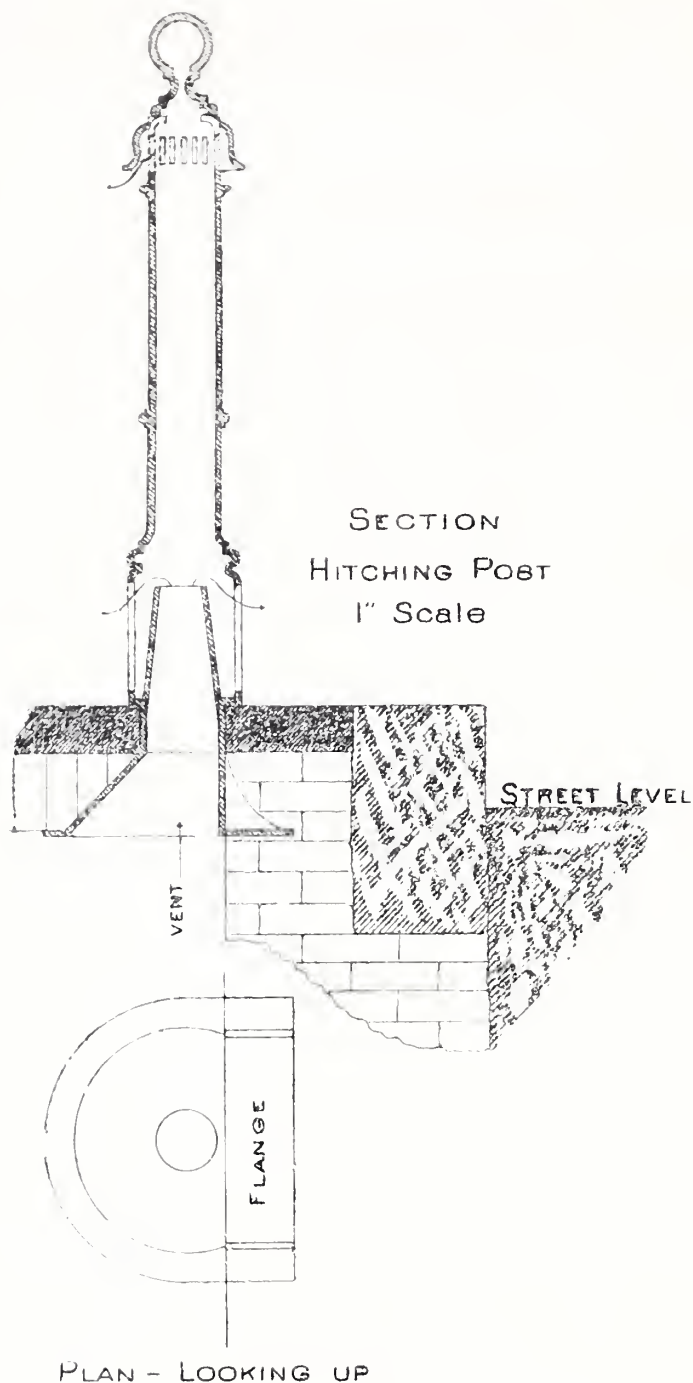 SECTION
HITCHING POST
1" Scale
STREET LEVEL
VENT
FLANGE
PLAN - LOOKING UP